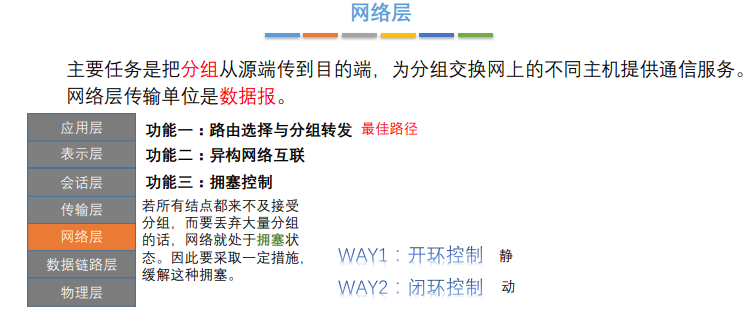 网络层
主要任务是把分组从源端传到目的端，为分组交换网上的不同主机提供通信服务。
网络层传输单位是数据报。
应用层
表示层
会话层
传输层
网络层
数据链路层
物理层
功能一：路由选择与分组转发 最佳路径
功能二：异构网络互联
功能三：拥塞控制
若所有结点都来不及接受
分组，而要丢弃大量分组
的话，网络就处于拥塞状
态。因此要采取一定措施，
缓解这种拥塞。
WAY1：开环控制 静
WAY2：闭环控制 动